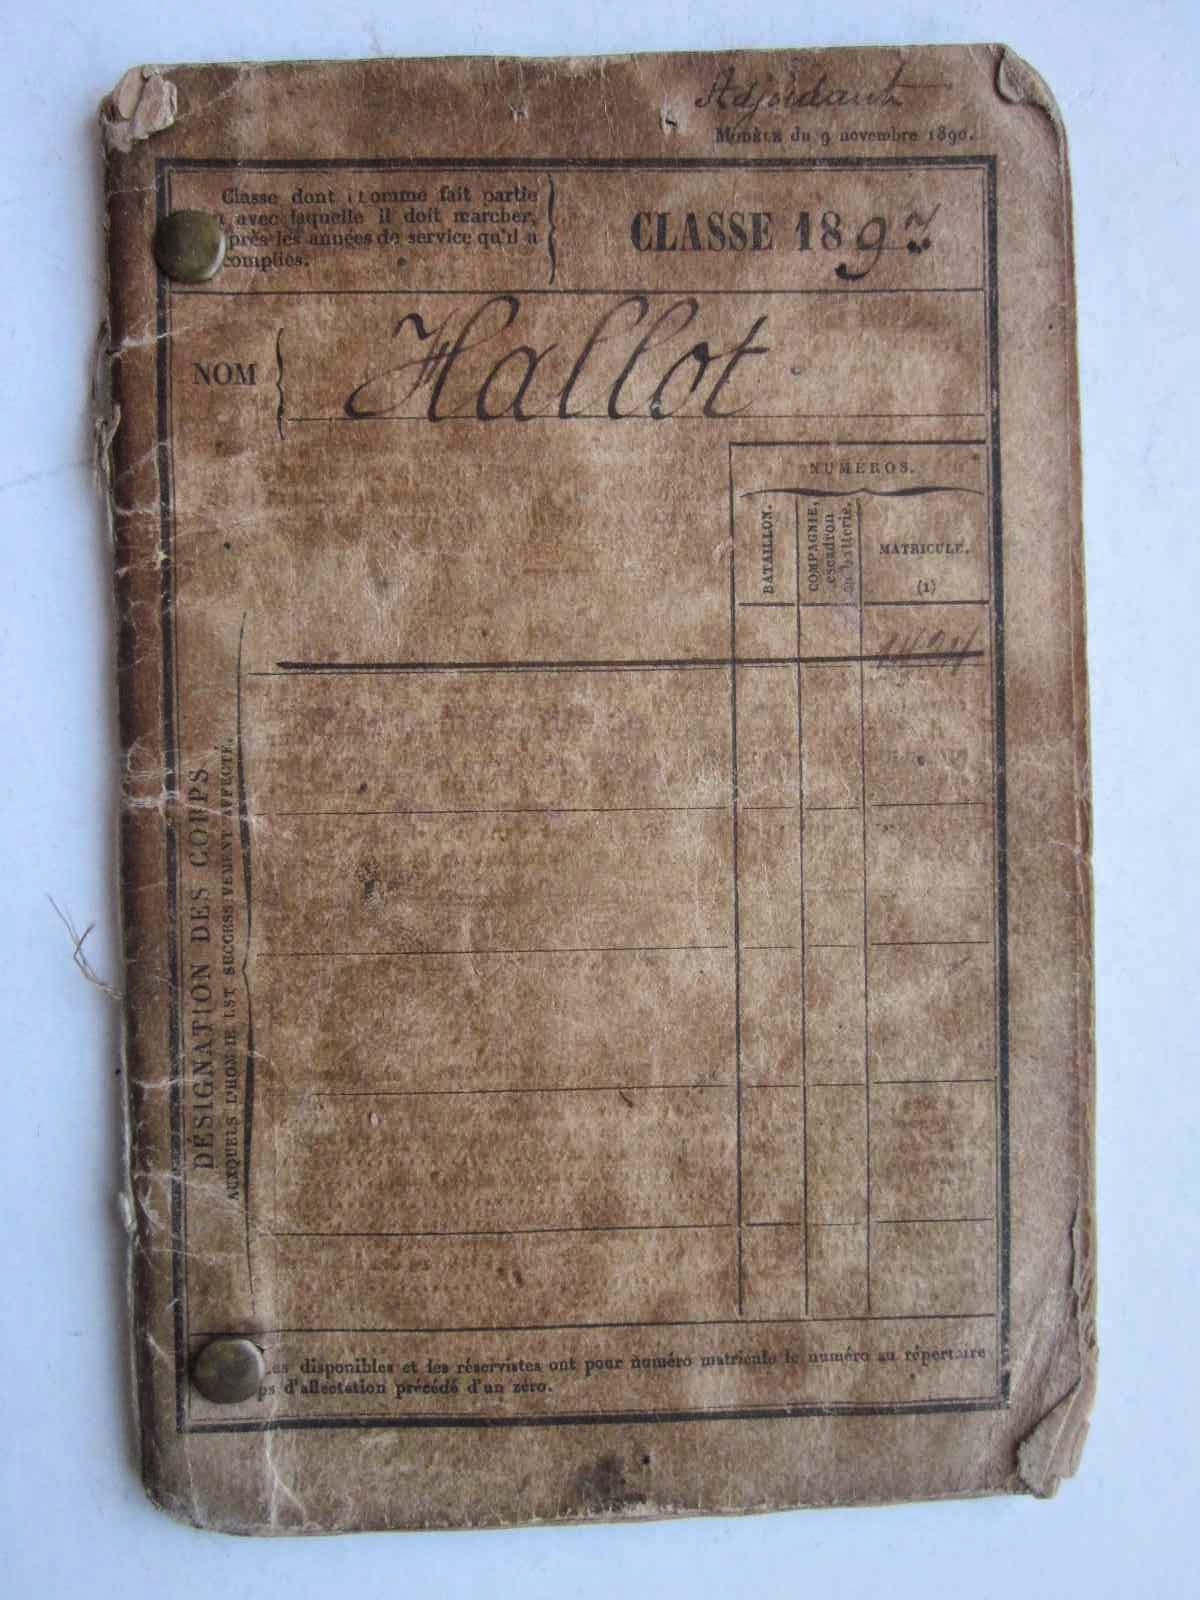 Adjudant
Modèle du 9 novembre 1890.
Classe dont l'homme fait partie
avec laquelle il doit marcher,
près les années de service qu'il a
complies.
CLASSE 1897
NOM Hallot
NUMÉROS.
BATAILLON.
COMPAGNIE,
escadron
ou batterie.
MATRICULE.
(1)
DÉSIGNATION DES CORPS
AUXQUELS L'HOMME EST SUCCESSIVEMENT AFFECTÉ.
Les disponibles et les réservistes ont pour numéro matricule le numéro au répertoire
ps d'affectation précédé d'un zéro.